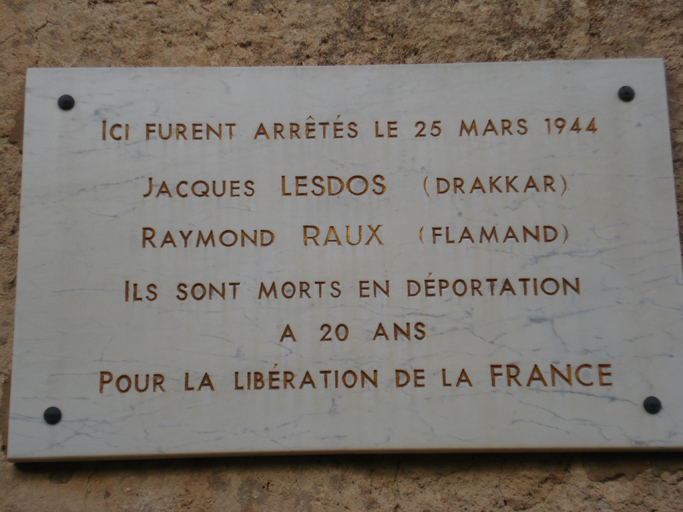 ICI FURENT ARRÊTÉS LE 25 MARS 1944
JACQUES LESDOS (DRAKKAR)
RAYMOND RAUX (FLAMAND)
ILS SONT MORTS EN DÉPORTATION
A 20 ANS
POUR LA LIBÉRATION DE LA FRANCE